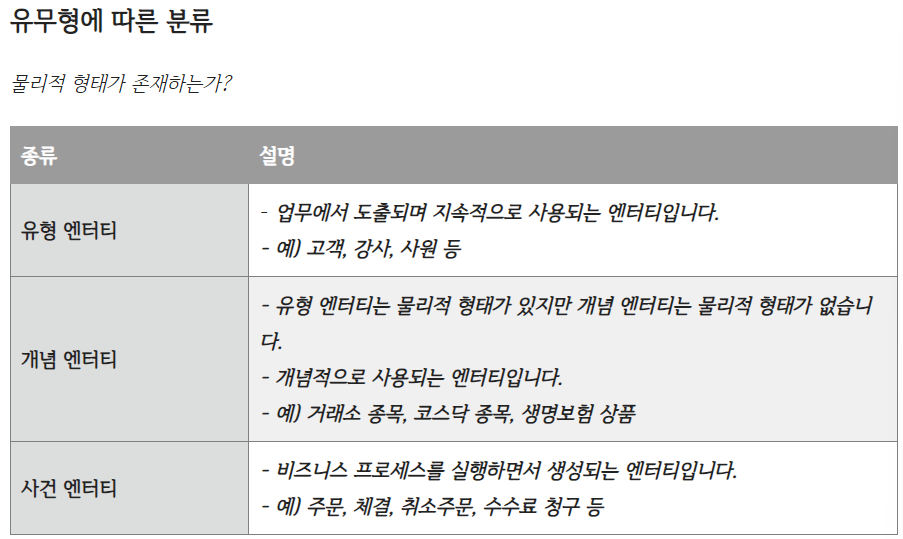 유무형에 따른 분류
물리적 형태가 존재하는가?
종류
설명
유형 엔터티
- 업무에서 도출되며 지속적으로 사용되는 엔터티입니다.
- 예) 고객, 강사, 사원 등
개념 엔터티
- 유형 엔터티는 물리적 형태가 있지만 개념 엔터티는 물리적 형태가 없습니
다.
- 개념적으로 사용되는 엔터티입니다.
- 예) 거래소 종목, 코스닥 종목, 생명보험 상품
사건 엔터티
- 비즈니스 프로세스를 실행하면서 생성되는 엔터티입니다.
- 예) 주문, 체결, 취소주문, 수수료 청구 등